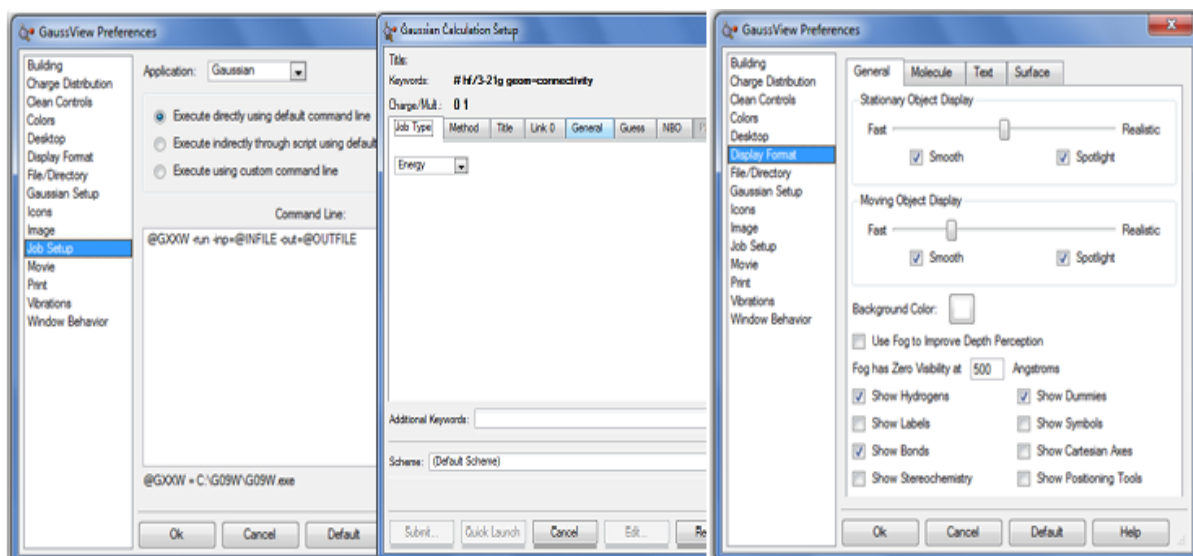 GaussView Preferences
Building
Charge Distribution
Clean Controls
Colors
Desktop
Display Format
File/Directory
Gaussian Setup
Icons
Image
Job Setup
Movie
Print
Vibrations
Window Behavior
Application: Gaussian
Execute directly using default command line
Execute indirectly through script using default
Execute using custom command line
Command Line:
@GXXW -run -inp=@INFILE -out=@OUTFILE
@GXXW = C:\G09W\G09W.exe
Ok Cancel Default
Gaussian Calculation Setup
Title:
Keywords: # hf/3-21g geom=connectivity
Charge/Mult.: 0 1
Job Type Method Title Link 0 General Guess NBO
Energy
Additional Keywords:
Scheme: (Default Scheme)
Submit... Quick Launch Cancel Edit... Re
GaussView Preferences
Building
Charge Distribution
Clean Controls
Colors
Desktop
Display Format
File/Directory
Gaussian Setup
Icons
Image
Job Setup
Movie
Print
Vibrations
Window Behavior
General Molecule Text Surface
Stationary Object Display
Fast Realistic
Smooth Spotlight
Moving Object Display
Fast Realistic
Smooth Spotlight
Background Color:
Use Fog to Improve Depth Perception
Fog has Zero Visibility at 500 Angstroms
Show Hydrogens Show Dummies
Show Labels Show Symbols
Show Bonds Show Cartesian Axes
Show Stereochemistry Show Positioning Tools
Ok Cancel Default Help